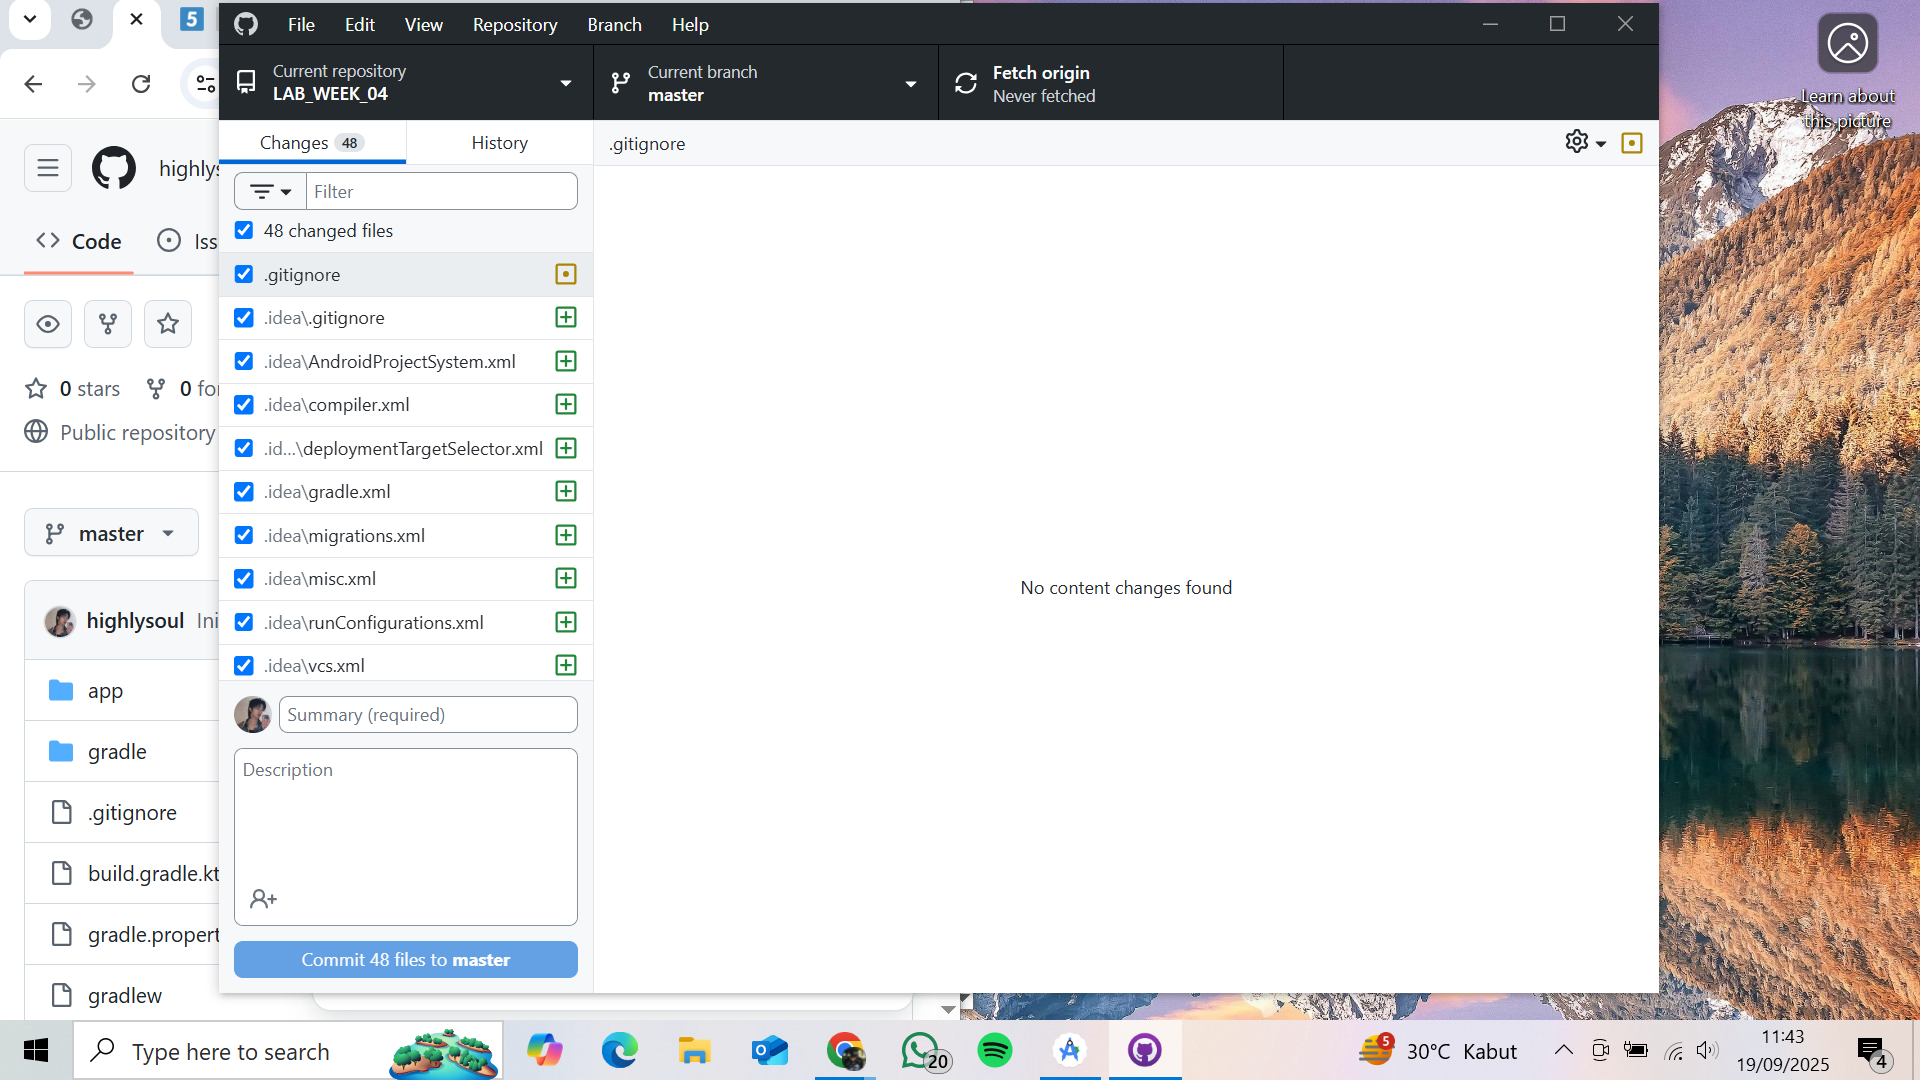 File Edit View Repository Branch Help
Current repository
LAB_WEEK_04
Current branch
master
Fetch origin
Never fetched
Changes 48
History
.gitignore
Filter
48 changed files
.gitignore
.idea\.gitignore
.idea\AndroidProjectSystem.xml
.idea\compiler.xml
.id...\deploymentTargetSelector.xml
.idea\gradle.xml
.idea\migrations.xml
.idea\misc.xml
.idea\runConfigurations.xml
.idea\vcs.xml
Summary (required)
Description
Commit 48 files to master
No content changes found
5
highlys
Code
Iss
0 stars
0 for
Public repository
master
highlysoul Ini
app
gradle
.gitignore
build.gradle.kt
gradle.propert
gradlew
Learn about
this picture
Type here to search
20
5
30°C Kabut
11:43
19/09/2025
4